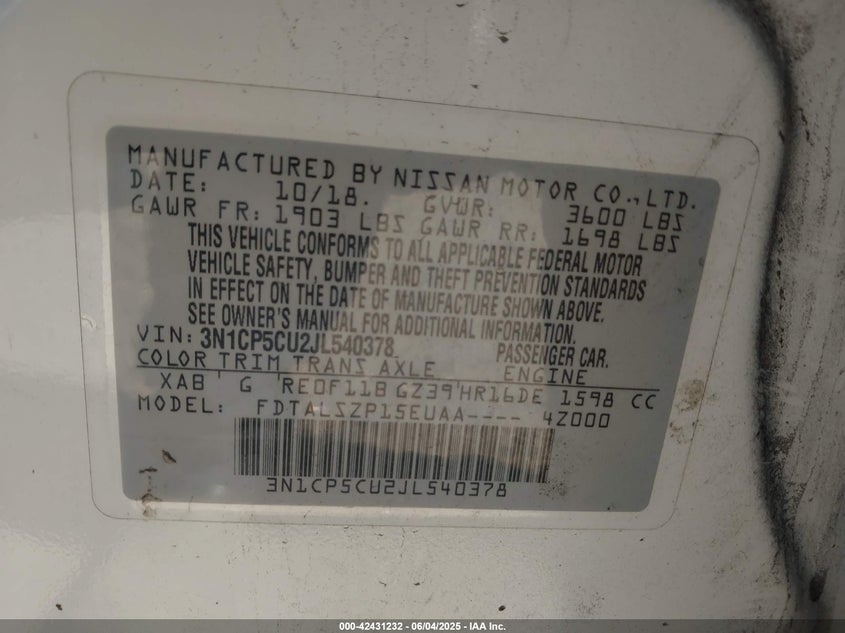 MANUFACTURED BY NISSAN MOTOR CO., LTD.
DATE: 10/18. GVWR: 3600 LBS
GAWR FR: 1903 LBS GAWR RR: 1698 LBS
THIS VEHICLE CONFORMS TO ALL APPLICABLE FEDERAL MOTOR
VEHICLE SAFETY, BUMPER AND THEFT PREVENTION STANDARDS
IN EFFECT ON THE DATE OF MANUFACTURE SHOWN ABOVE.
SEE OWNER'S MANUAL FOR ADDITIONAL INFORMATION.
VIN: 3N1CP5CU2JL540378 PASSENGER CAR.
COLOR TRIM TRANS AXLE ENGINE
XAB G RE0F11B GZ39 HR16DE 1598 CC
MODEL: FDTALSZP15EUAA---- 4Z000
3N1CP5CU2JL540378
000-42431232 - 06/04/2025 - IAA Inc.